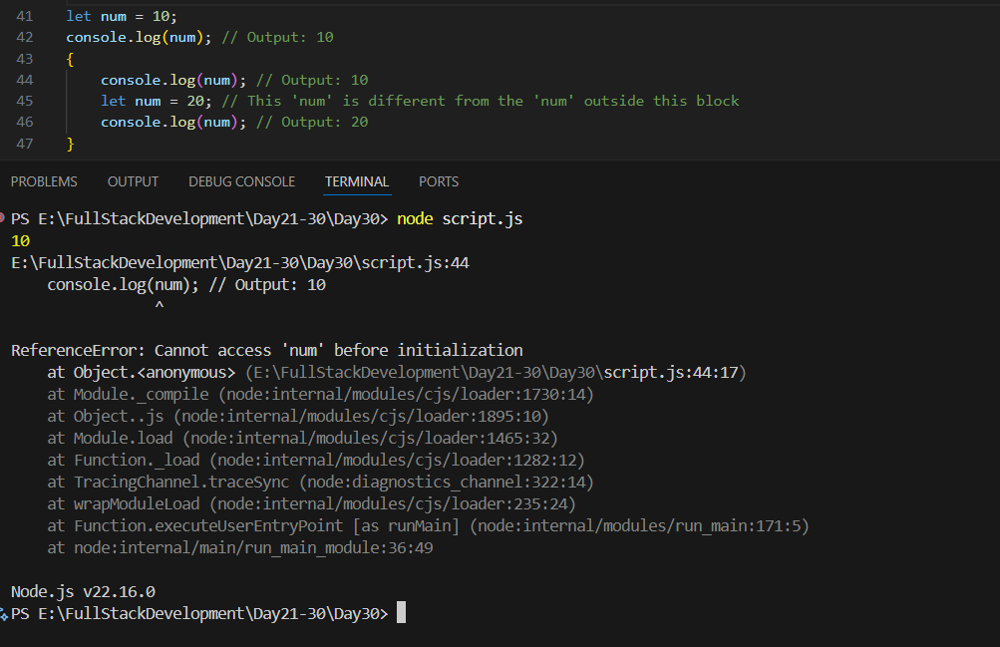 41 let num = 10;
42 console.log(num); // Output: 10
43 {
44 console.log(num); // Output: 10
45 let num = 20; // This 'num' is different from the 'num' outside this block
46 console.log(num); // Output: 20
47 }
PROBLEMS OUTPUT DEBUG CONSOLE TERMINAL PORTS
PS E:\FullStackDevelopment\Day21-30\Day30> node script.js
10
E:\FullStackDevelopment\Day21-30\Day30\script.js:44
console.log(num); // Output: 10
^
ReferenceError: Cannot access 'num' before initialization
at Object.<anonymous> (E:\FullStackDevelopment\Day21-30\Day30\script.js:44:17)
at Module._compile (node:internal/modules/cjs/loader:1730:14)
at Object..js (node:internal/modules/cjs/loader:1895:10)
at Module.load (node:internal/modules/cjs/loader:1465:32)
at Function._load (node:internal/modules/cjs/loader:1282:12)
at TracingChannel.traceSync (node:diagnostics_channel:322:14)
at wrapModuleLoad (node:internal/modules/cjs/loader:235:24)
at Function.executeUserEntryPoint [as runMain] (node:internal/modules/run_main:171:5)
at node:internal/main/run_main_module:36:49
Node.js v22.16.0
PS E:\FullStackDevelopment\Day21-30\Day30>